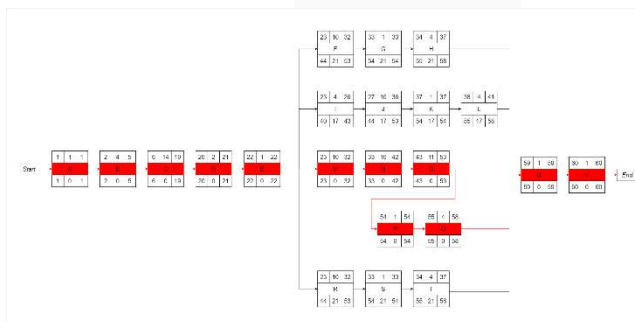 23 10 32 33 1 33 34 4 37
F G H
44 21 53 54 21 54 55 21 58
23 4 26 27 10 36 37 1 37 38 4 41
I J K L
40 17 43 44 17 53 54 17 54 55 17 58
1 1 1 2 4 5 6 14 19 20 2 21 22 1 22 23 10 32 33 10 42 43 11 53 59 1 59 60 1 60
Start End
1 0 1 2 0 5 6 0 19 20 0 21 22 0 22 23 0 32 33 0 42 43 0 53 59 0 59 60 0 60
54 1 54 55 4 58
54 0 54 55 0 58
23 10 32 33 1 33 34 4 37
R S T
44 21 53 54 21 54 55 21 58